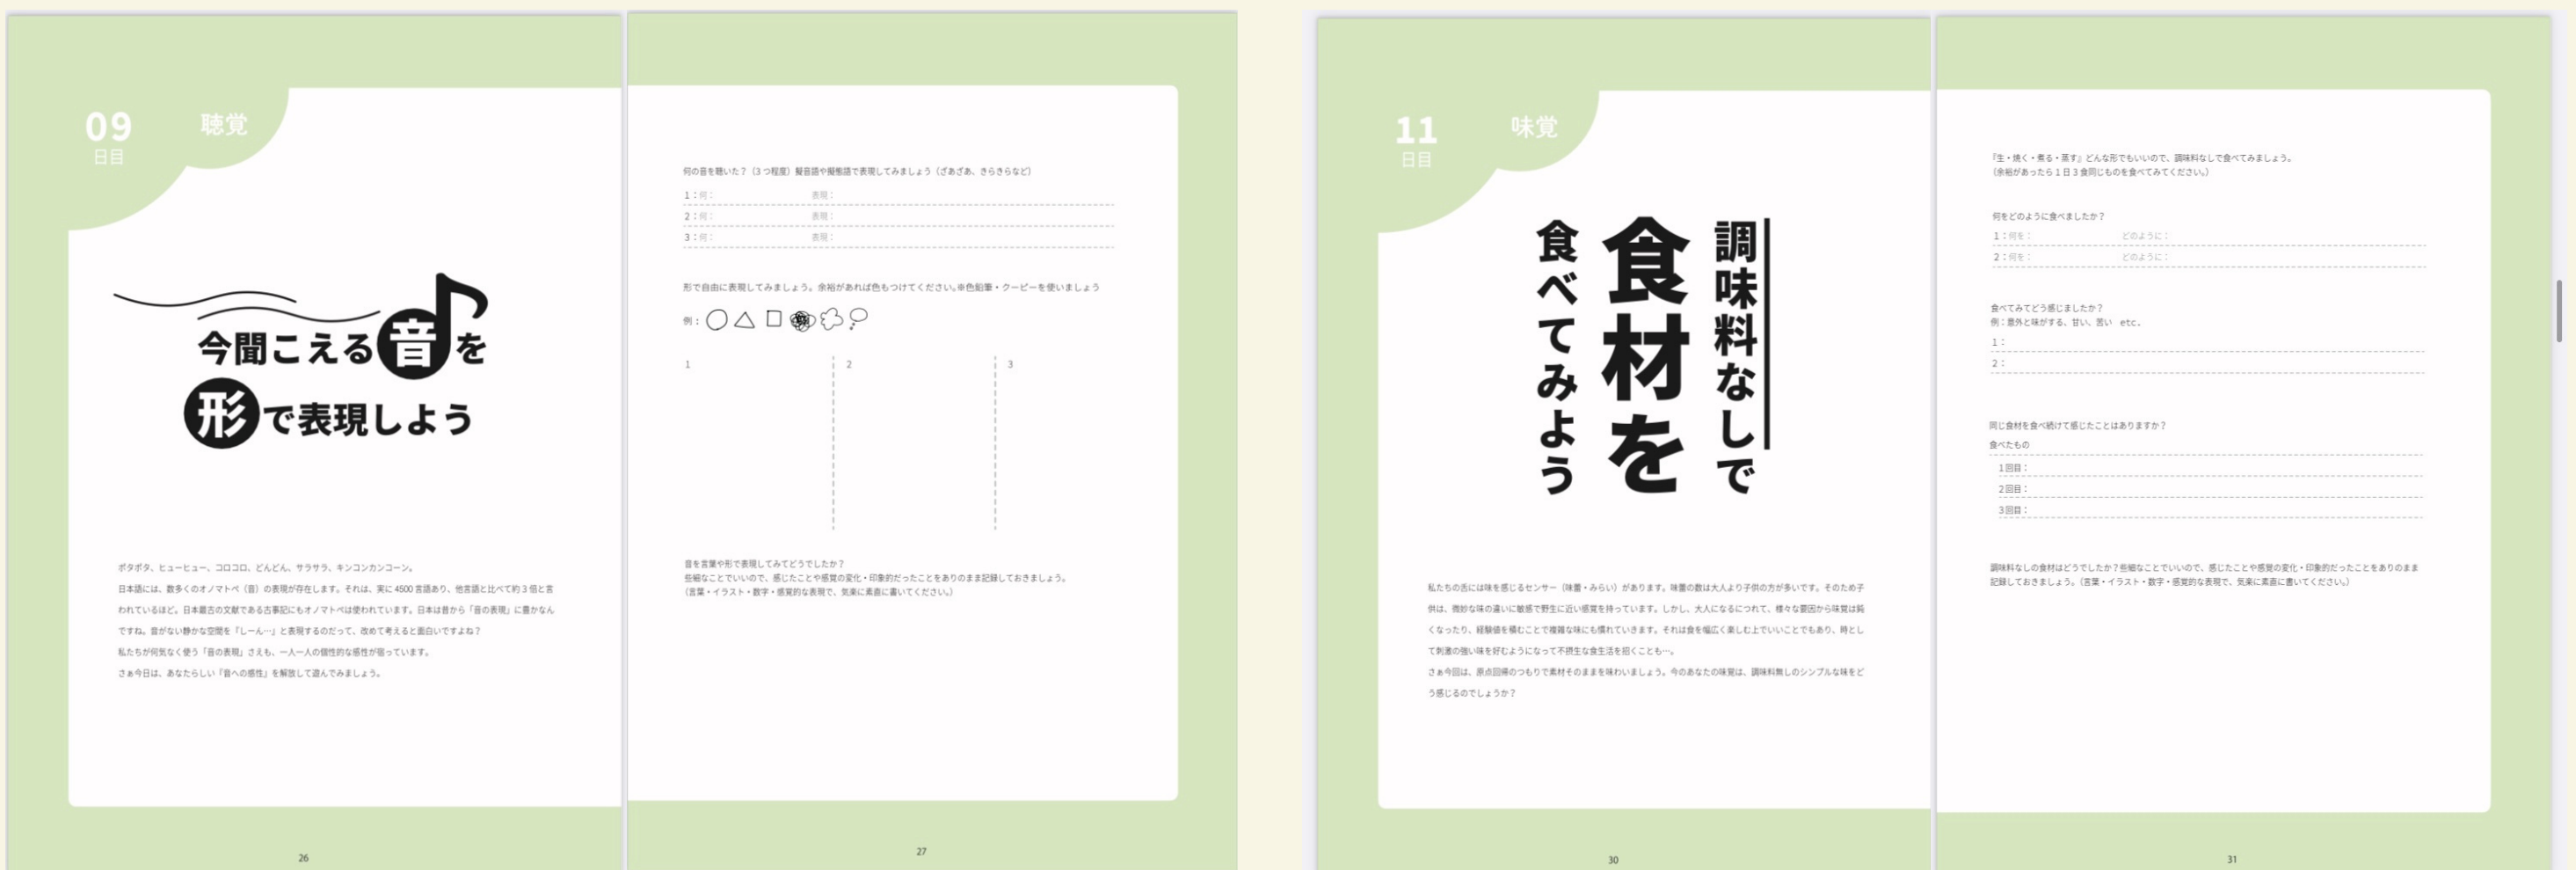 09
日目
聴覚
今聞こえる音を
形で表現しよう
ポタポタ、ヒューヒュー、コロコロ、どんどん、サラサラ、キンコンカンコーン。
日本語には、数多くのオノマトペ（音）の表現が存在します。それは、実に 4500 言語あり、他言語と比べて約 3 倍と言
われているほど。日本最古の文献である古事記にもオノマトペは使われています。日本は昔から「音の表現」に豊かなん
ですね。音がない静かな空間を『しーん…』と表現するのだって、改めて考えると面白いですよね？
私たちが何気なく使う「音の表現」さえも、一人一人の個性的な感性が宿っています。
さぁ今日は、あなたらしい『音への感性』を解放して遊んでみましょう。
26
何の音を聴いた？（3 つ程度）擬音語や擬態語で表現してみましょう（ざあざあ、きらきらなど）
1：何： 表現：
2：何： 表現：
3：何： 表現：
形で自由に表現してみましょう。余裕があれば色もつけてください。※色鉛筆・クーピーを使いましょう
例：
1 2 3
音を言葉や形で表現してみてどうでしたか？
些細なことでいいので、感じたことや感覚の変化・印象的だったことをありのまま記録しておきましょう。
（言葉・イラスト・数字・感覚的な表現で、気楽に素直に書いてください。）
27
11
日目
味覚
調味料なしで
食材を
食べてみよう
私たちの舌には味を感じるセンサー（味蕾・みらい）があります。味蕾の数は大人より子供の方が多いです。そのため子
供は、微妙な味の違いに敏感で野生に近い感覚を持っています。しかし、大人になるにつれて、様々な要因から味覚は鈍
くなったり、経験値を積むことで複雑な味にも慣れていきます。それは食を幅広く楽しむ上でいいことでもあり、時とし
て刺激の強い味を好むようになって不摂生な食生活を招くことも…。
さぁ今回は、原点回帰のつもりで素材そのままを味わいましょう。今のあなたの味覚は、調味料無しのシンプルな味をど
う感じるのでしょうか？
30
『生・焼く・煮る・蒸す』どんな形でもいいので、調味料なしで食べてみましょう。
（余裕があったら 1 日 3 食同じものを食べてみてください。）
何をどのように食べましたか？
1：何を： どのように：
2：何を： どのように：
食べてみてどう感じましたか？
例：意外と味がする、甘い、苦い etc.
1：
2：
同じ食材を食べ続けて感じたことはありますか？
食べたもの
1回目：
2回目：
3回目：
調味料なしの食材はどうでしたか？些細なことでいいので、感じたことや感覚の変化・印象的だったことをありのまま
記録しておきましょう。（言葉・イラスト・数字・感覚的な表現で、気楽に素直に書いてください。）
31